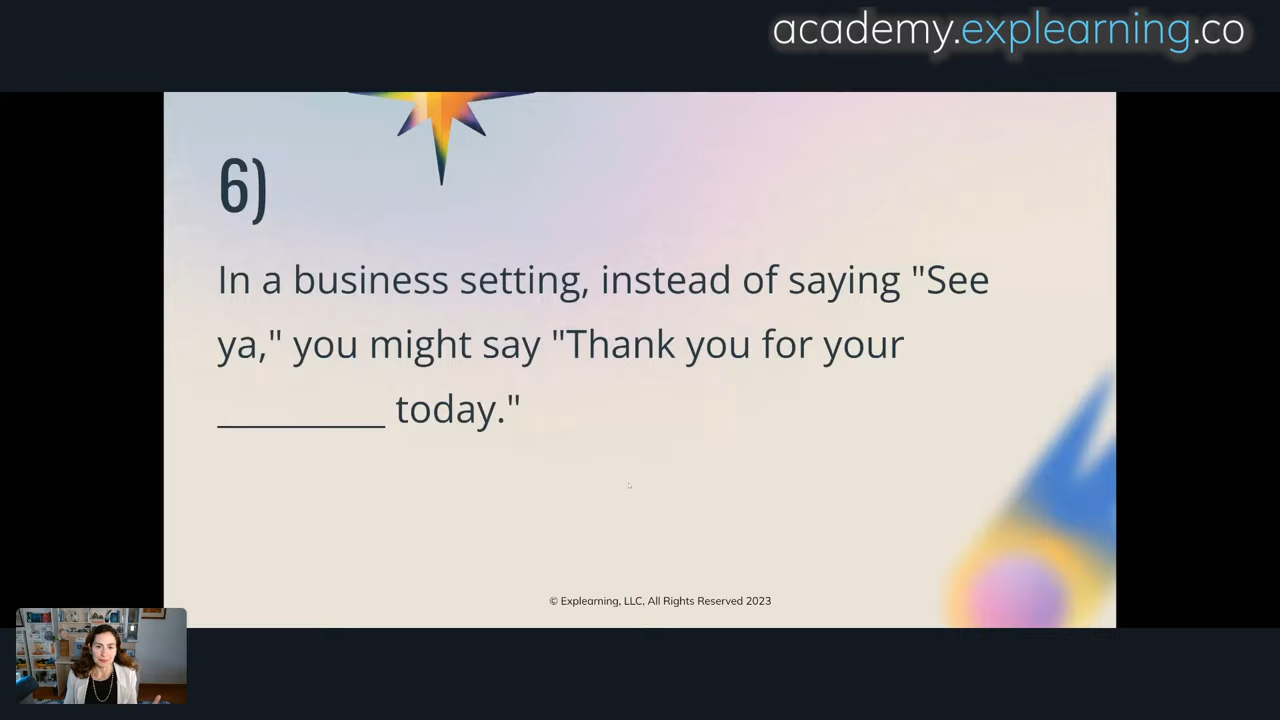 academy.explearning.co
6)
In a business setting, instead of saying "See
ya," you might say "Thank you for your
_________ today."
© Explearning, LLC, All Rights Reserved 2023